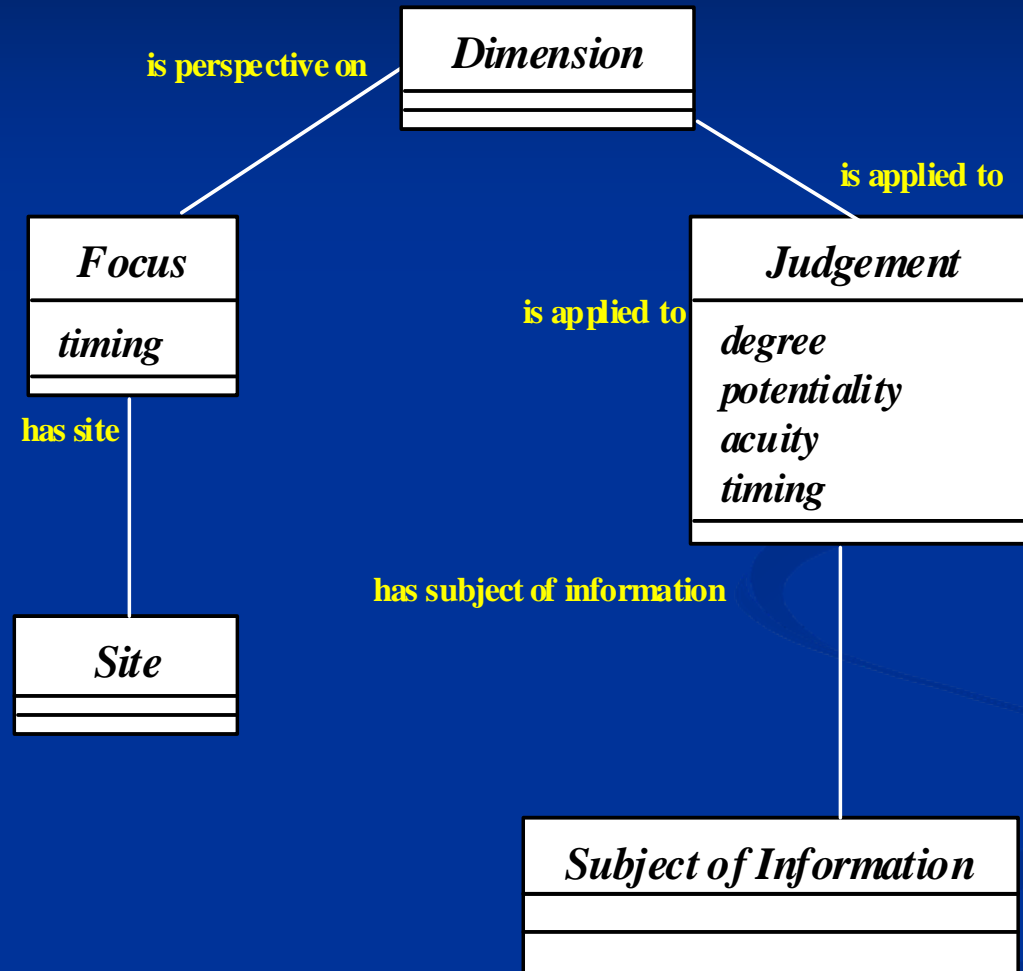 Dimension
is perspective on
is applied to
Focus
Judgement
timing
is applied to
degree
potentiality
acuity
timing
has site
has subject of information
Site
Subject of Information